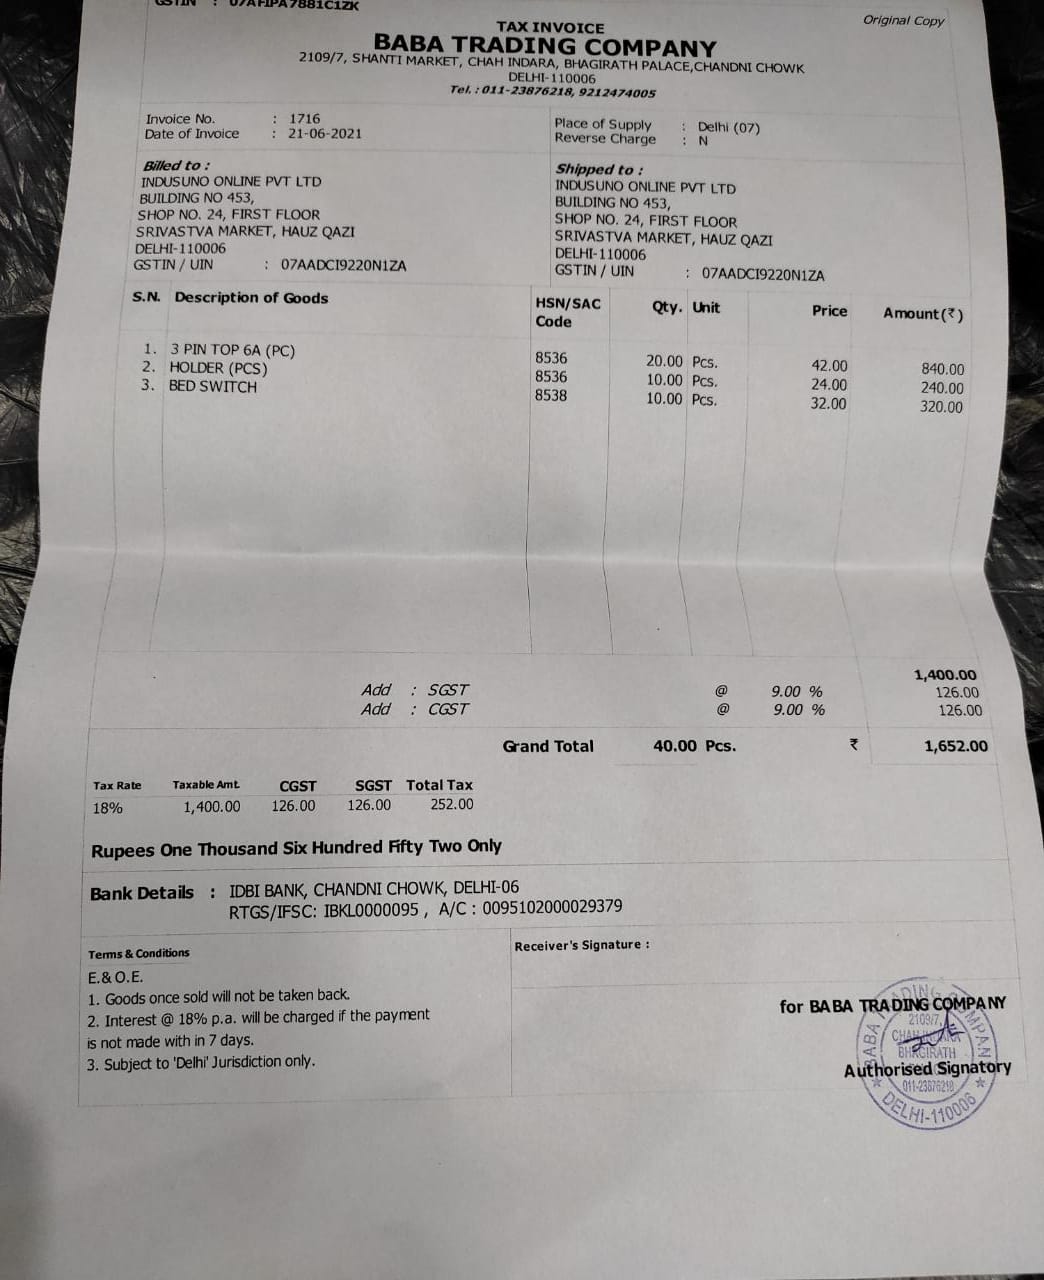 GSTIN : 07AFIPA7881C1ZK
Original Copy
TAX INVOICE
BABA TRADING COMPANY
2109/7, SHANTI MARKET, CHAH INDARA, BHAGIRATH PALACE,CHANDNI CHOWK
DELHI-110006
Tel. : 011-23876218, 9212474005
Invoice No. : 1716
Date of Invoice : 21-06-2021
Place of Supply : Delhi (07)
Reverse Charge : N
Billed to :
INDUSUNO ONLINE PVT LTD
BUILDING NO 453,
SHOP NO. 24, FIRST FLOOR
SRIVASTVA MARKET, HAUZ QAZI
DELHI-110006
GSTIN / UIN : 07AADCI9220N1ZA
Shipped to :
INDUSUNO ONLINE PVT LTD
BUILDING NO 453,
SHOP NO. 24, FIRST FLOOR
SRIVASTVA MARKET, HAUZ QAZI
DELHI-110006
GSTIN / UIN : 07AADCI9220N1ZA
S.N. Description of Goods HSN/SAC Code Qty. Unit Price Amount(₹)
1. 3 PIN TOP 6A (PC) 8536 20.00 Pcs. 42.00 840.00
2. HOLDER (PCS) 8536 10.00 Pcs. 24.00 240.00
3. BED SWITCH 8538 10.00 Pcs. 32.00 320.00
1,400.00
Add : SGST @ 9.00 % 126.00
Add : CGST @ 9.00 % 126.00
Grand Total 40.00 Pcs. ₹ 1,652.00
Tax Rate Taxable Amt. CGST SGST Total Tax
18% 1,400.00 126.00 126.00 252.00
Rupees One Thousand Six Hundred Fifty Two Only
Bank Details : IDBI BANK, CHANDNI CHOWK, DELHI-06
RTGS/IFSC: IBKL0000095 , A/C : 0095102000029379
Terms & Conditions
E.& O.E.
1. Goods once sold will not be taken back.
2. Interest @ 18% p.a. will be charged if the payment
is not made with in 7 days.
3. Subject to 'Delhi' Jurisdiction only.
Receiver's Signature :
for BABA TRADING COMPANY
Authorised Signatory
BABA TRADING COMPANY
2109/7,
CHAH INDARA
BHAGIRATH
011-23876218
DELHI-110006